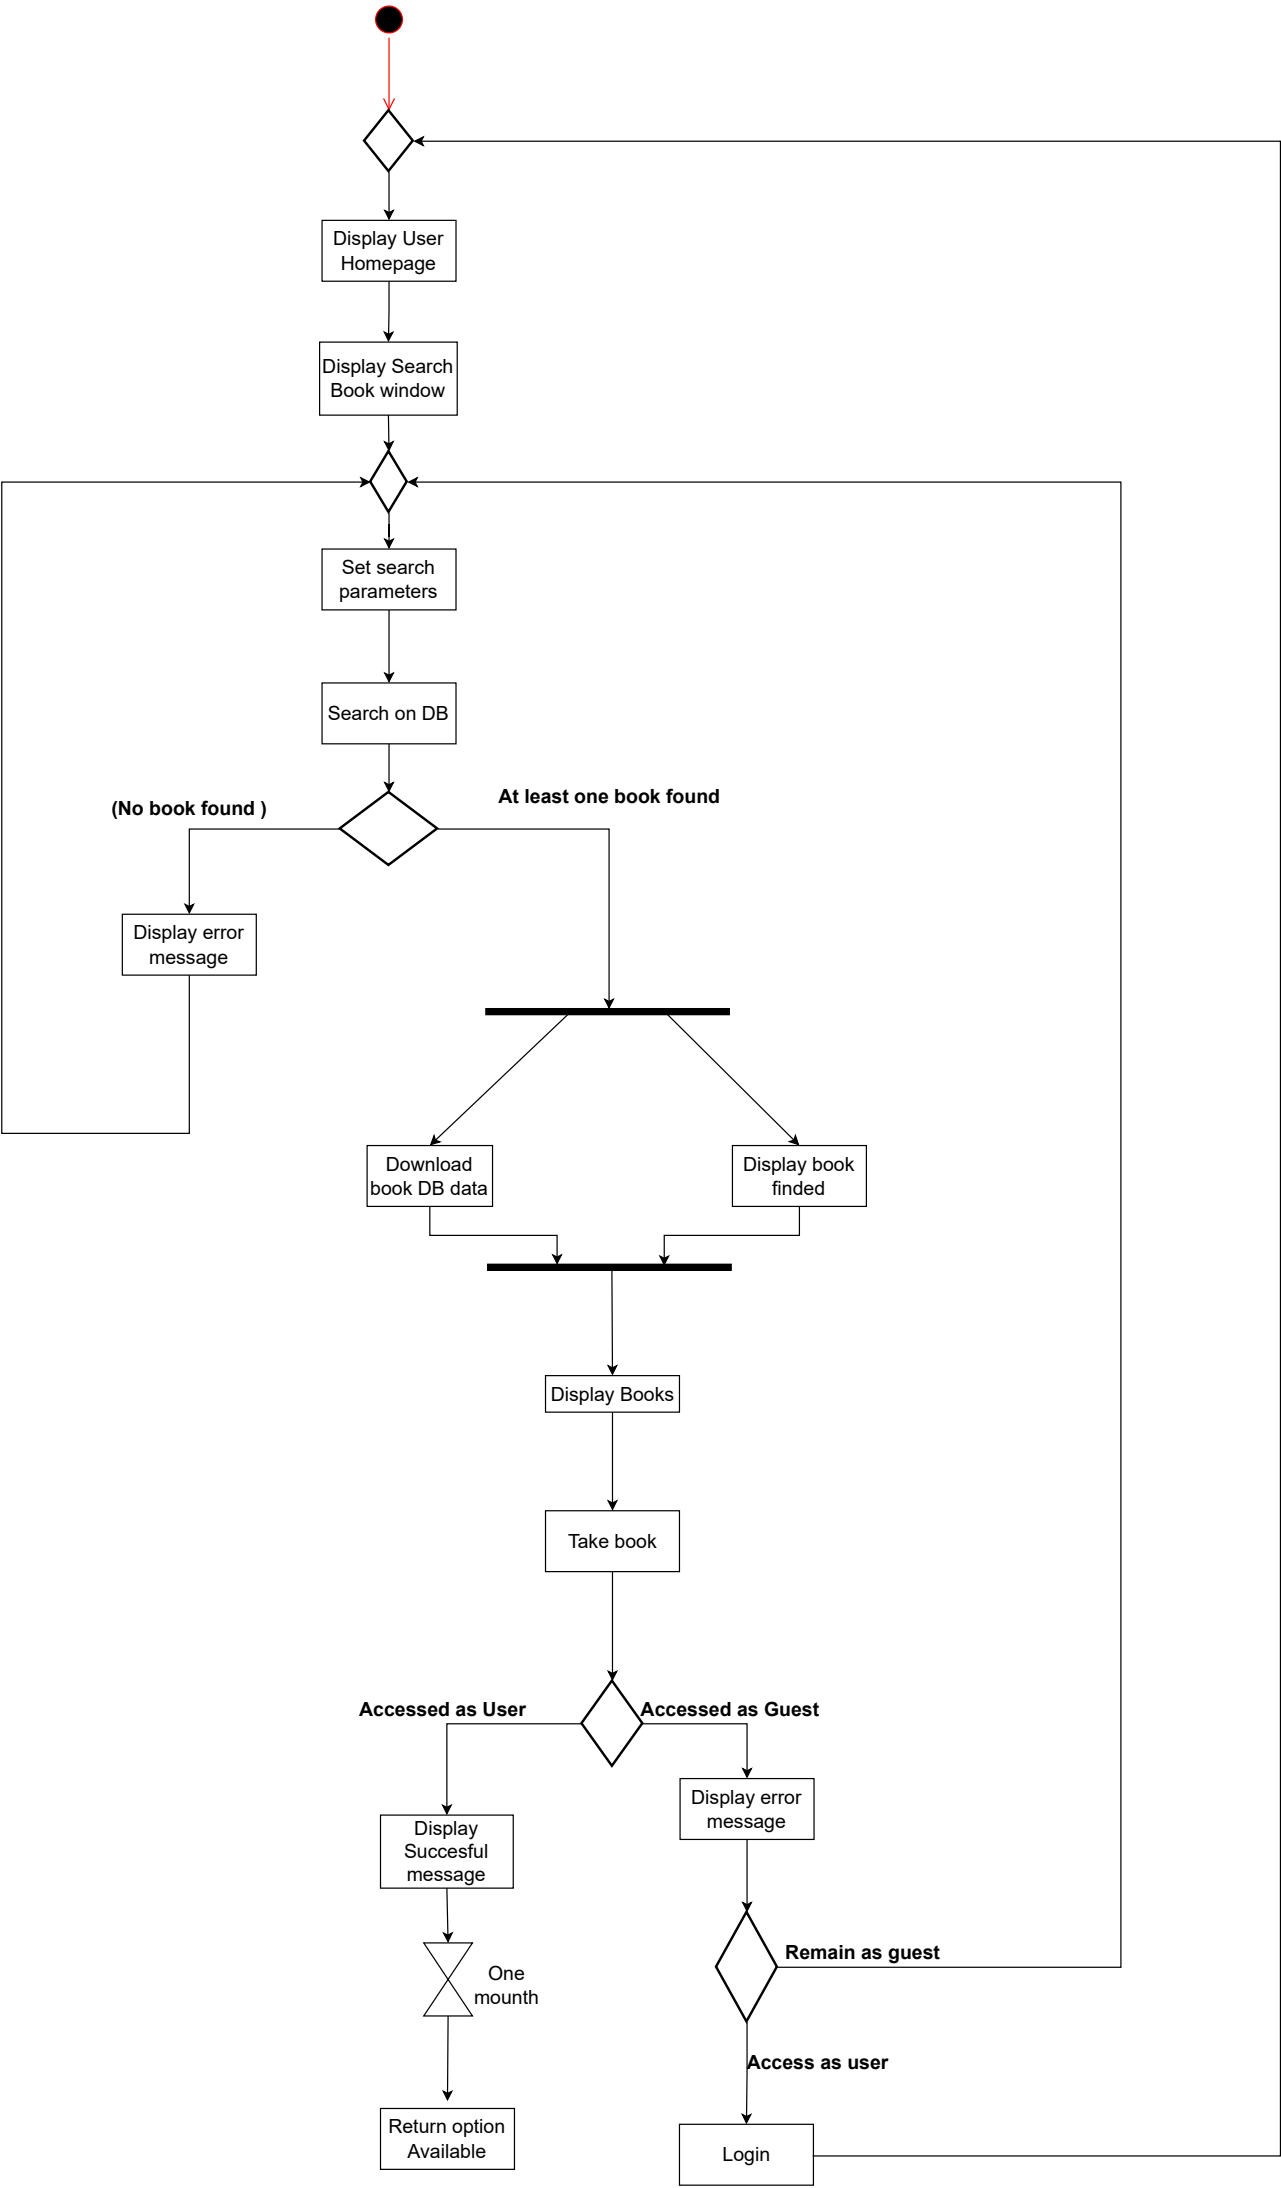 Display User
Homepage
Display Search
Book window
Set search
parameters
Search on DB
(No book found )
At least one book found
Display error
message
Download
book DB data
Display book
finded
Display Books
Take book
Accessed as User
Accessed as Guest
Display error
message
Display
Succesful
message
Remain as guest
One
mounth
Access as user
Return option
Available
Login